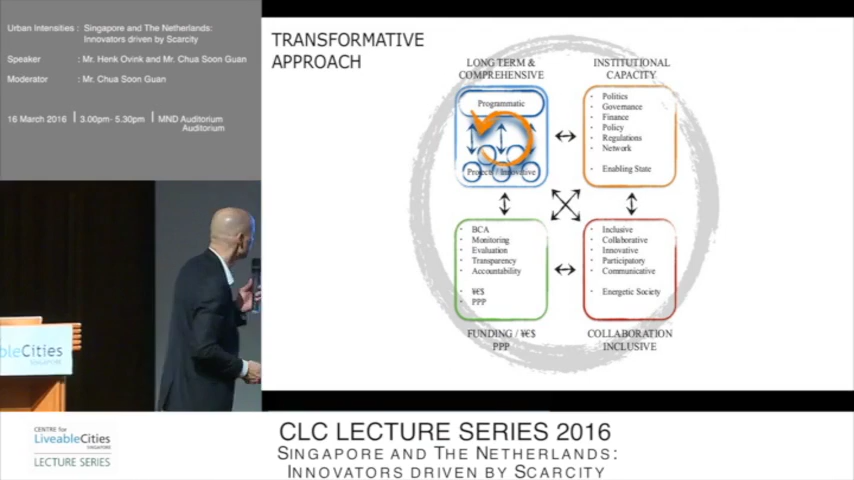 Urban Intensities : Singapore and The Netherlands:
Innovators driven by Scarcity
Speaker : Mr. Henk Ovink and Mr. Chua Soon Guan
Moderator : Mr. Chua Soon Guan
16 March 2016 | 3.00pm- 5.30pm | MND Auditorium
Auditorium
TRANSFORMATIVE
APPROACH
LONG TERM &
COMPREHENSIVE
Programmatic
Project / Innovative
INSTITUTIONAL
CAPACITY
· Politics
· Governance
· Finance
· Policy
· Regulations
· Network
· Enabling State
· BCA
· Monitoring
· Evaluation
· Transparency
· Accountability
· ¥€$
· PPP
FUNDING / ¥€$
PPP
· Inclusive
· Collaborative
· Innovative
· Participatory
· Communicative
· Energetic Society
COLLABORATION
INCLUSIVE
bleCities
SINGAPORE
CENTRE for
LiveableCities
SINGAPORE
LECTURE SERIES
CLC LECTURE SERIES 2016
SINGAPORE AND THE NETHERLANDS:
INNOVATORS DRIVEN BY SCARCITY